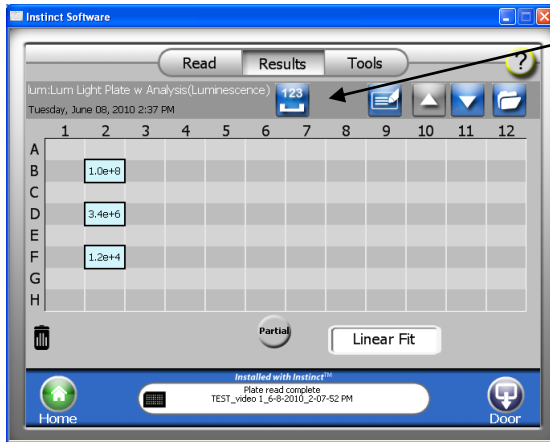 Instinct Software
Read Results Tools ?
lum:Lum Light Plate w Analysis(Luminescence) 123
Tuesday, June 08, 2010 2:37 PM
1 2 3 4 5 6 7 8 9 10 11 12
A
B 1.0e+8
C
D 3.4e+6
E
F 1.2e+4
G
H
Partial Linear Fit
Installed with Instinct™
Plate read complete
TEST_video 1_6-8-2010_2-07-52 PM
Home Door